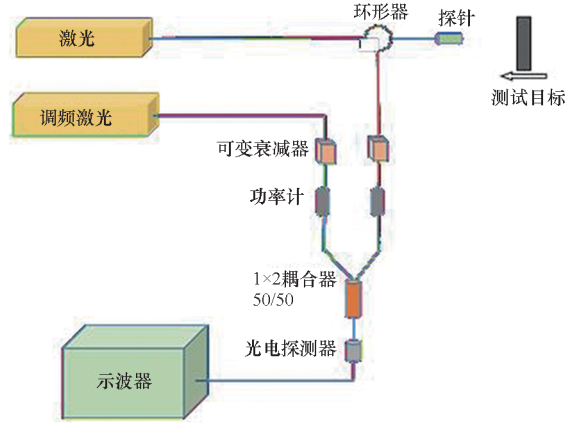 环形器
探针
激光
测试目标
调频激光
可变衰减器
功率计
1×2耦合器
50/50
光电探测器
示波器